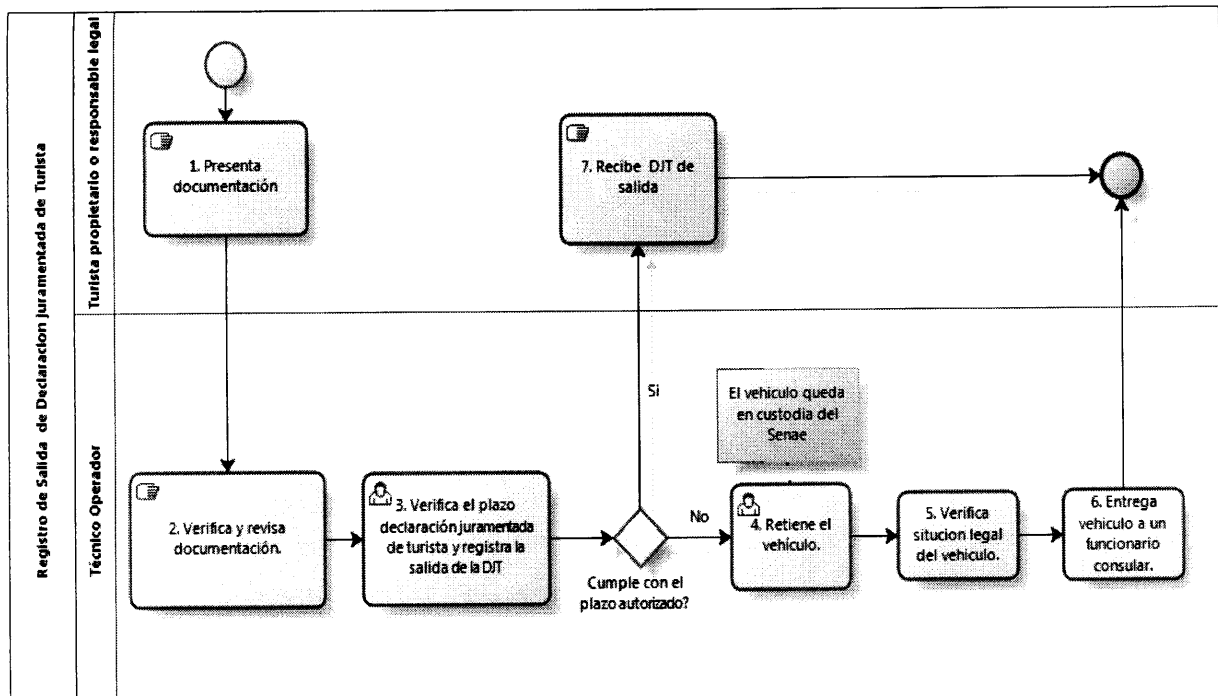 Registro de Salida de Declaracion Juramentada de Turista
Turista propietario o responsable legal
1. Presenta
documentación
7. Recibe DJT de
salida
Técnico Operador
2. Verifica y revisa
documentación.
3. Verifica el plazo
declaración juramentada
de turista y registra la
salida de la DJT
Si
No
Cumple con el
plazo autorizado?
El vehiculo queda
en custodia del
Senae
4. Retiene el
vehículo.
5. Verifica
situcion legal
del vehiculo.
6. Entrega
vehiculo a un
funcionario
consular.